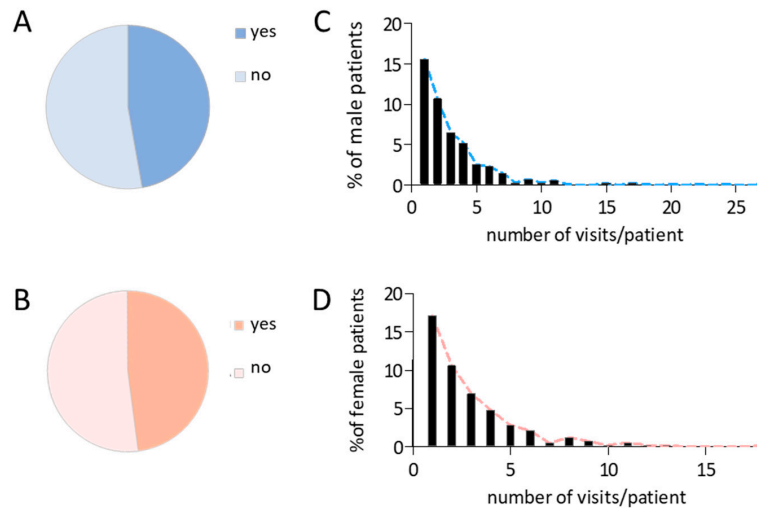 A
yes
no
C
% of male patients
20
15
10
5
0
0 5 10 15 20 25
number of visits/patient
B
yes
no
D
%of female patients
20
15
10
5
0
0 5 10 15
number of visits/patient